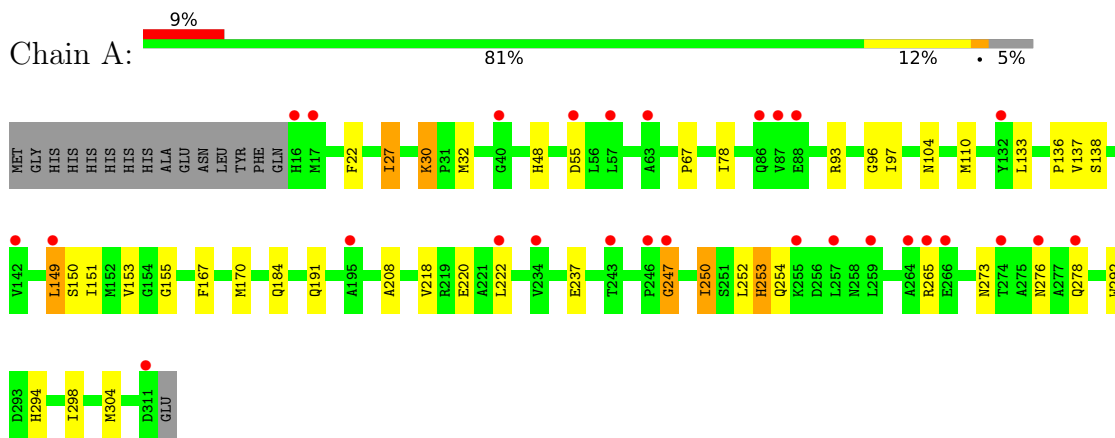 9%
Chain A:
81% 12% • 5%
MET GLY HIS HIS HIS HIS HIS HIS ALA GLU ASN LEU TYR PHE GLN H16 M17 F22 I27 K30 P31 M32 G40 H48 D55 L56 L57 A63 P67 I78 Q86 V87 E88 R93 G96 I97 N104 M110 Y132 L133 P136 V137 S138
V142 L149 S150 I151 M152 V153 G154 G155 F167 M170 Q184 Q191 A195 A208 V218 R219 E220 A221 L222 V234 E237 T243 P246 G247 I250 S251 L252 H253 Q254 K255 D256 L257 N258 L259 A264 R265 E266 N273 T274 A275 N276 A277 Q278 W292
D293 H294 I298 M304 D311 GLU